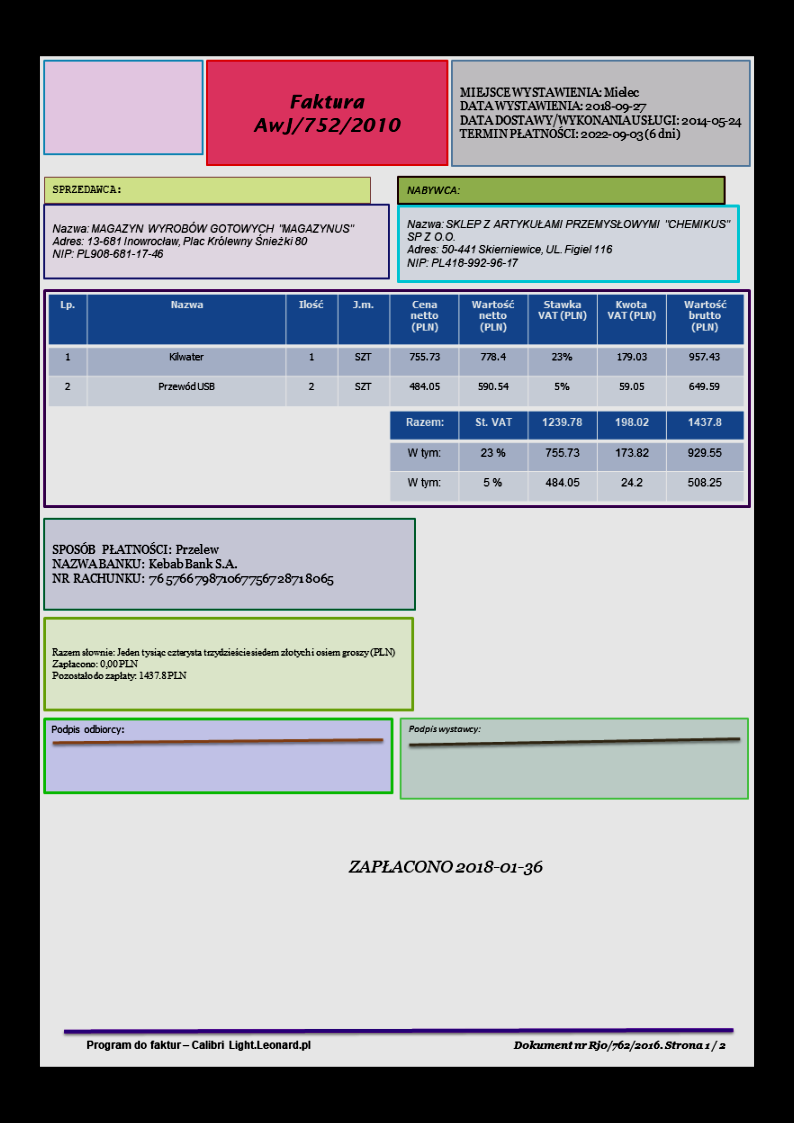 Faktura
AwJ/752/2010
MIEJSCE WYSTAWIENIA: Mielec
DATA WYSTAWIENIA: 2018-09-27
DATA DOSTAWY/WYKONANIA USŁUGI: 2014-05-24
TERMIN PŁATNOŚCI: 2022-09-03 (6 dni)
SPRZEDAWCA:
Nazwa: MAGAZYN WYROBÓW GOTOWYCH "MAGAZYNUS"
Adres: 13-681 Inowrocław, Plac Królewny Śnieżki 80
NIP: PL908-681-17-46
NABYWCA:
Nazwa: SKLEP Z ARTYKUŁAMI PRZEMYSŁOWYMI "CHEMIKUS"
SP Z O.O.
Adres: 50-441 Skierniewice, UL. Figiel 116
NIP: PL418-992-96-17
Lp. Nazwa Ilość J.m. Cena netto (PLN) Wartość netto (PLN) Stawka VAT (PLN) Kwota VAT (PLN) Wartość brutto (PLN)
1 Kilwater 1 SZT 755.73 778.4 23% 179.03 957.43
2 Przewód USB 2 SZT 484.05 590.54 5% 59.05 649.59
Razem: St. VAT 1239.78 198.02 1437.8
W tym: 23 % 755.73 173.82 929.55
W tym: 5 % 484.05 24.2 508.25
SPOSÓB PŁATNOŚCI: Przelew
NAZWA BANKU: Kebab Bank S.A.
NR RACHUNKU: 76 5766798710677567 28718065
Razem słownie: Jeden tysiąc czterysta trzydzieście siedem złotych i osiem groszy (PLN)
Zapłacono: 0,00 PLN
Pozostało do zapłaty: 1437.8 PLN
Podpis odbiorcy:
Podpis wystawcy:
ZAPŁACONO 2018-01-36
Program do faktur – Calibri Light.Leonard.pl
Dokument nr Rjo/762/2016. Strona 1 / 2